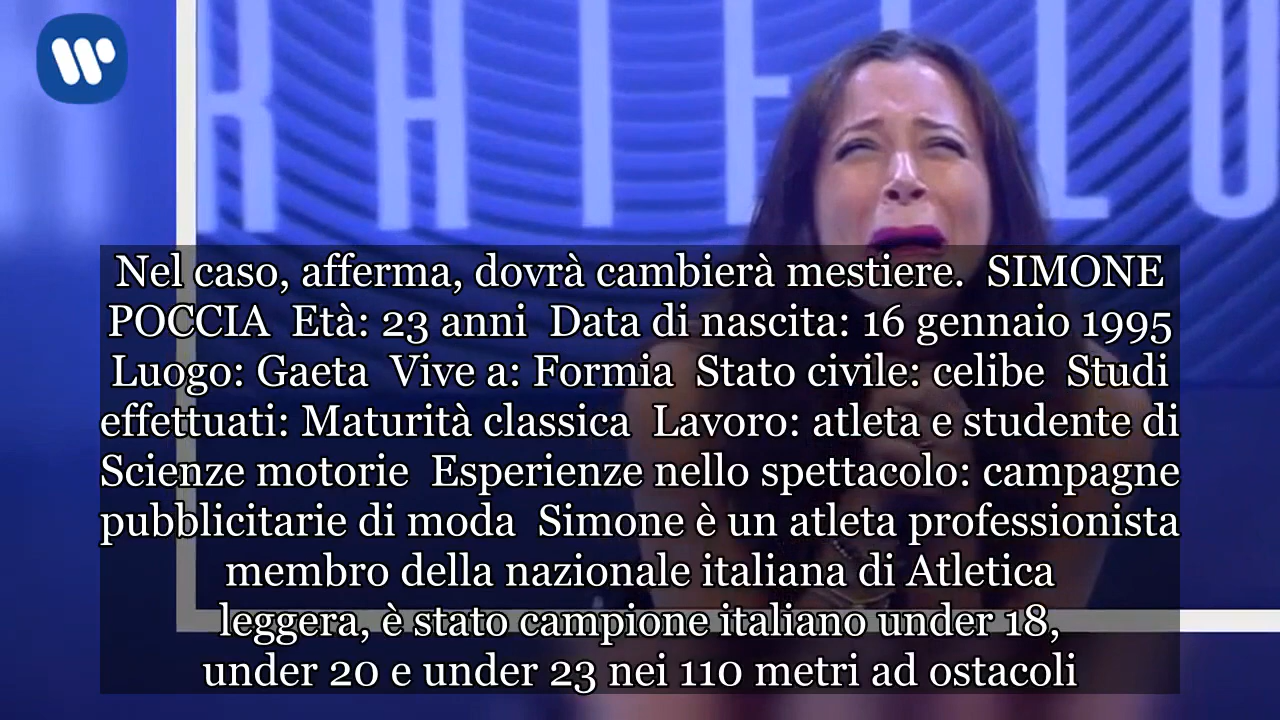 RATELLO
Nel caso, afferma, dovrà cambierà mestiere. SIMONE
POCCIA Età: 23 anni Data di nascita: 16 gennaio 1995
Luogo: Gaeta Vive a: Formia Stato civile: celibe Studi
effettuati: Maturità classica Lavoro: atleta e studente di
Scienze motorie Esperienze nello spettacolo: campagne
pubblicitarie di moda Simone è un atleta professionista
membro della nazionale italiana di Atletica
leggera, è stato campione italiano under 18,
under 20 e under 23 nei 110 metri ad ostacoli